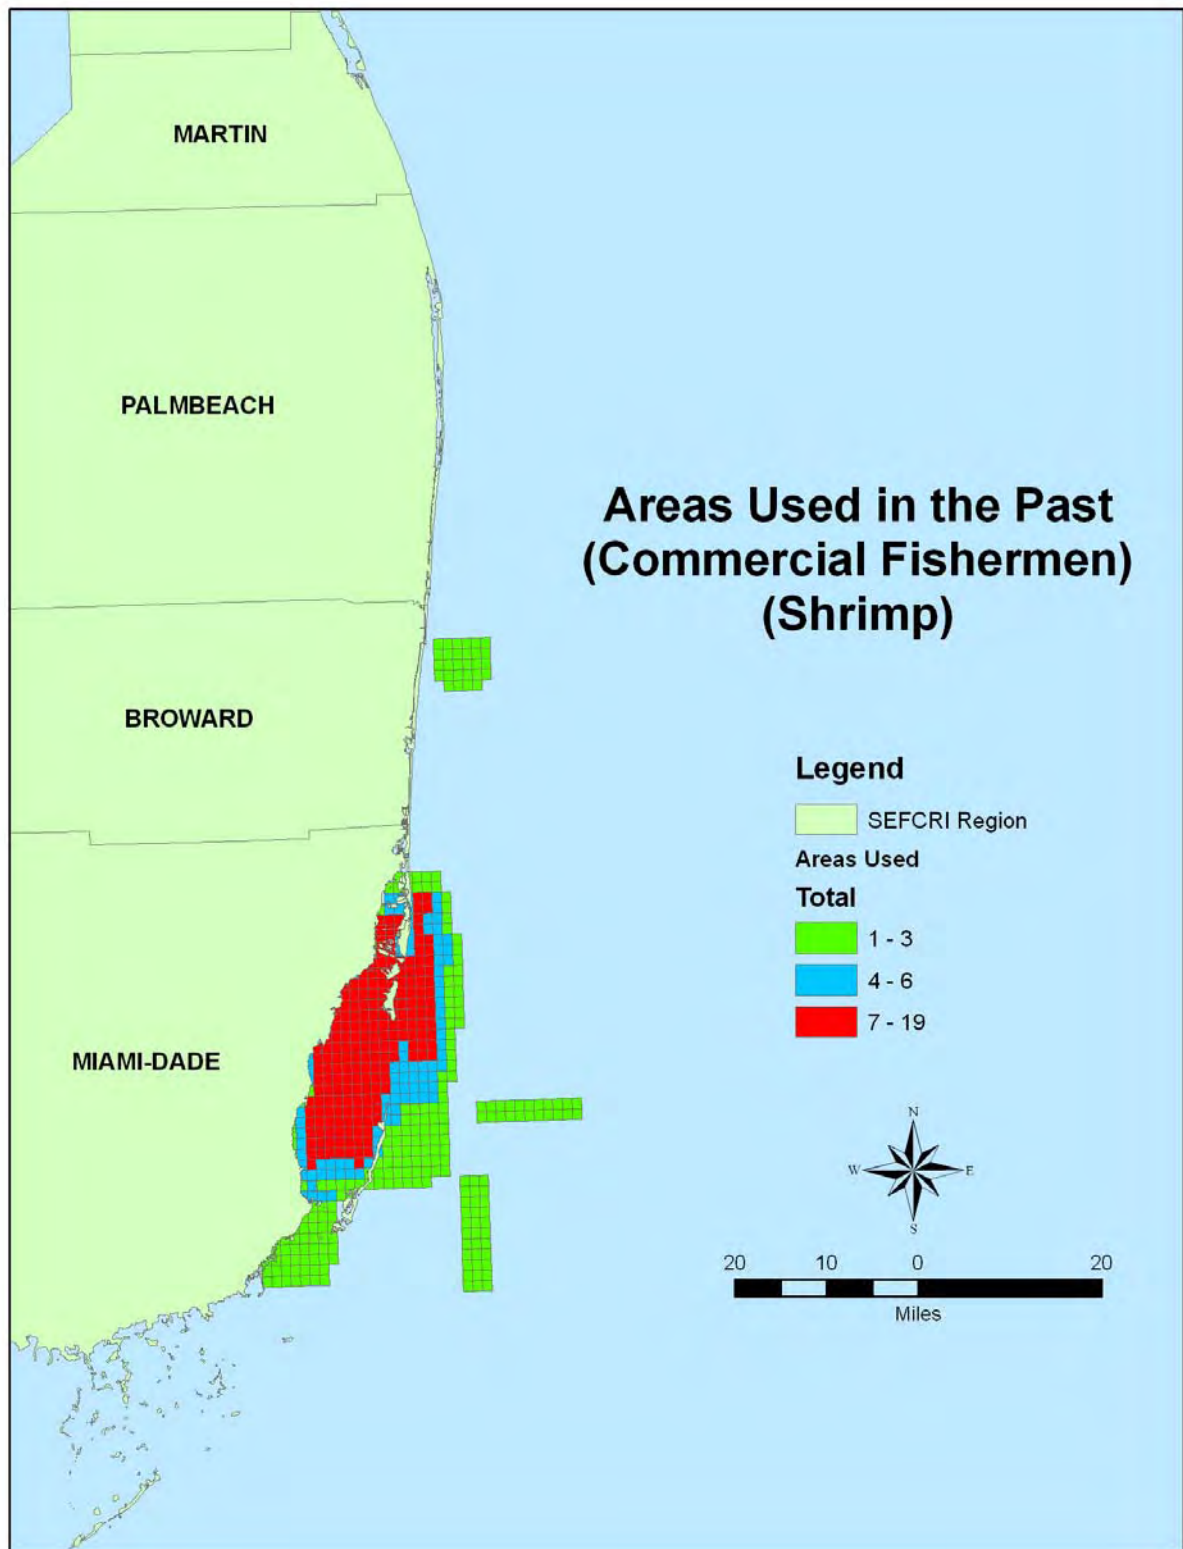 MARTIN
PALMBEACH
Areas Used in the Past
(Commercial Fishermen)
(Shrimp)
BROWARD
Legend
SEFCRI Region
Areas Used
Total
1 - 3
4 - 6
7 - 19
MIAMI-DADE
N
W E
S
20 10 0 20
Miles